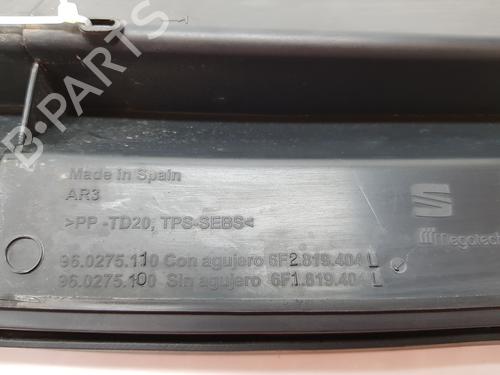 B-PARTS
Made in Spain
AR3
>PP -TD20, TPS-SEBS<
Megatech
96.0275.110 Con agujero 6F2.819.404 L
96.0275.100 Sin agujero 6F1.819.404 L